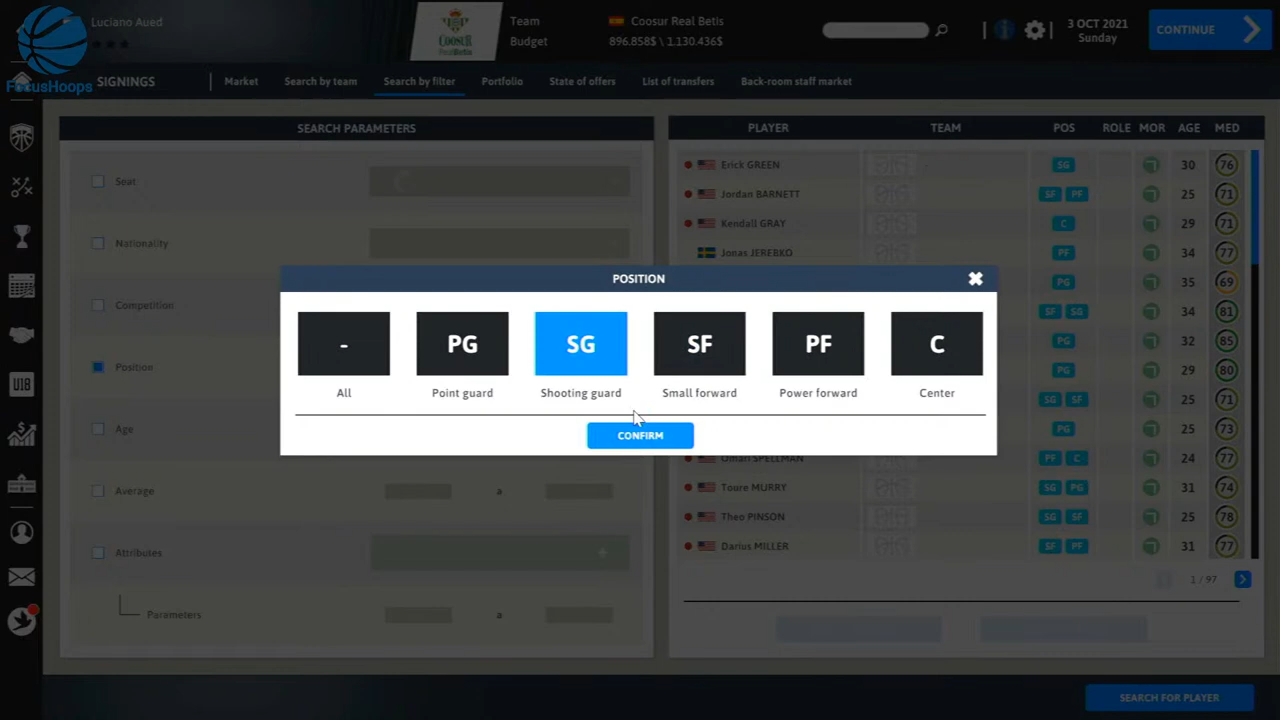 Luciano Aued
FocusHoops
COOSUR
Real Betis
Team
Budget
Coosur Real Betis
896.858$ \ 1.130.436$
3 OCT 2021
Sunday
CONTINUE
SIGNINGS
Market
Search by team
Search by filter
Portfolio
State of offers
List of transfers
Back-room staff market
SEARCH PARAMETERS
Seat
Nationality
Competition
Position
Age
Average a
Attributes +
Parameters a
U18
PLAYER TEAM POS ROLE MOR AGE MED
Erick GREEN - SG 30 76
Jordan BARNETT SF PF 25 71
Kendall GRAY C 29 71
Jonas JEREBKO PF 34 77
PG 35 69
SF SG 34 81
PG 32 85
PG 29 80
SG SF 25 71
PG 25 73
Omari SPELLMAN PF C 24 77
Toure MURRY SG PG 31 74
Theo PINSON SG SF 25 78
Darius MILLER SF PF 31 77
1 / 97
POSITION
- PG SG SF PF C
All Point guard Shooting guard Small forward Power forward Center
CONFIRM
SEARCH FOR PLAYER